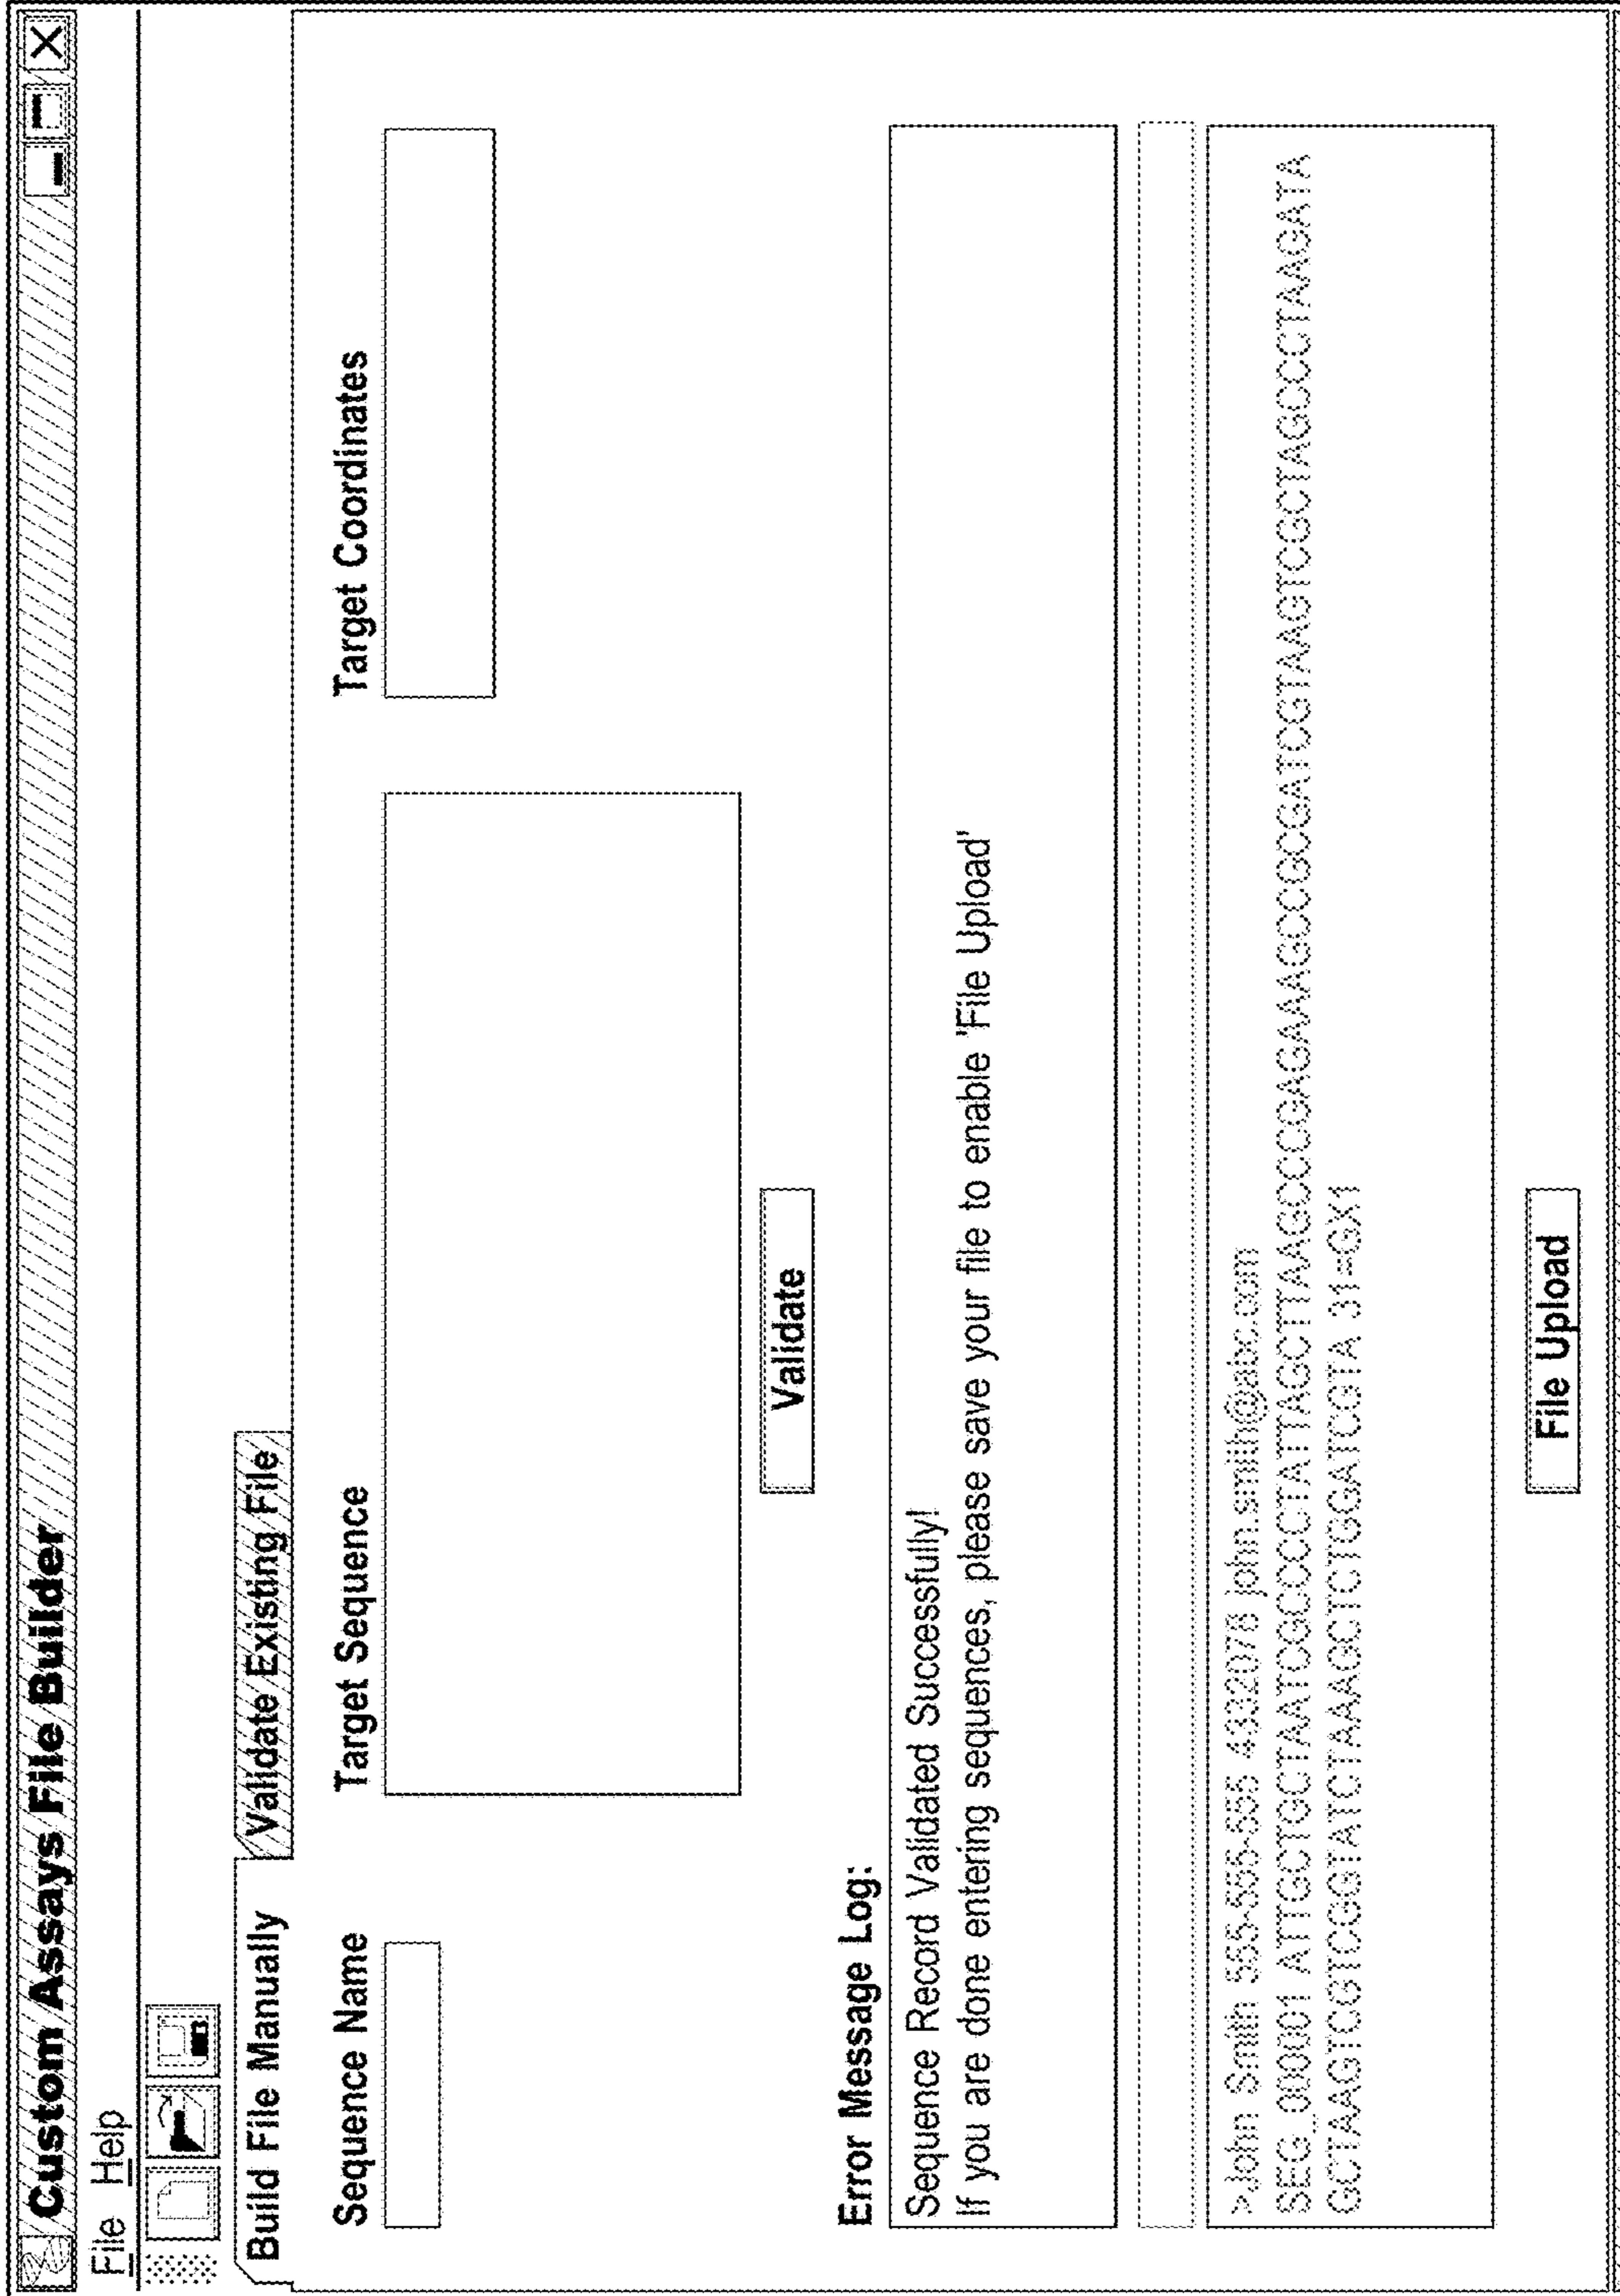 Custom Assays File Builder
File Help
Build File Manually Validate Existing File
Sequence Name Target Sequence Target Coordinates
Validate
Error Message Log:
Sequence Record Validated Successfully!
If you are done entering sequences, please save your file to enable 'File Upload'
>John Smith 555-555-555 4332078 john.smith@abc.com
SEG_00001 ATTGCTGCTAATCGCCCCTATTAGCTTAAGCCCGAGAAAGCCCGCGATCGTAAGTCGCTAGCCCTAAGATA
GCTAAGTCGTCGGTATCTAAAGCTCTGGATCGTA 31=GX1
File Upload